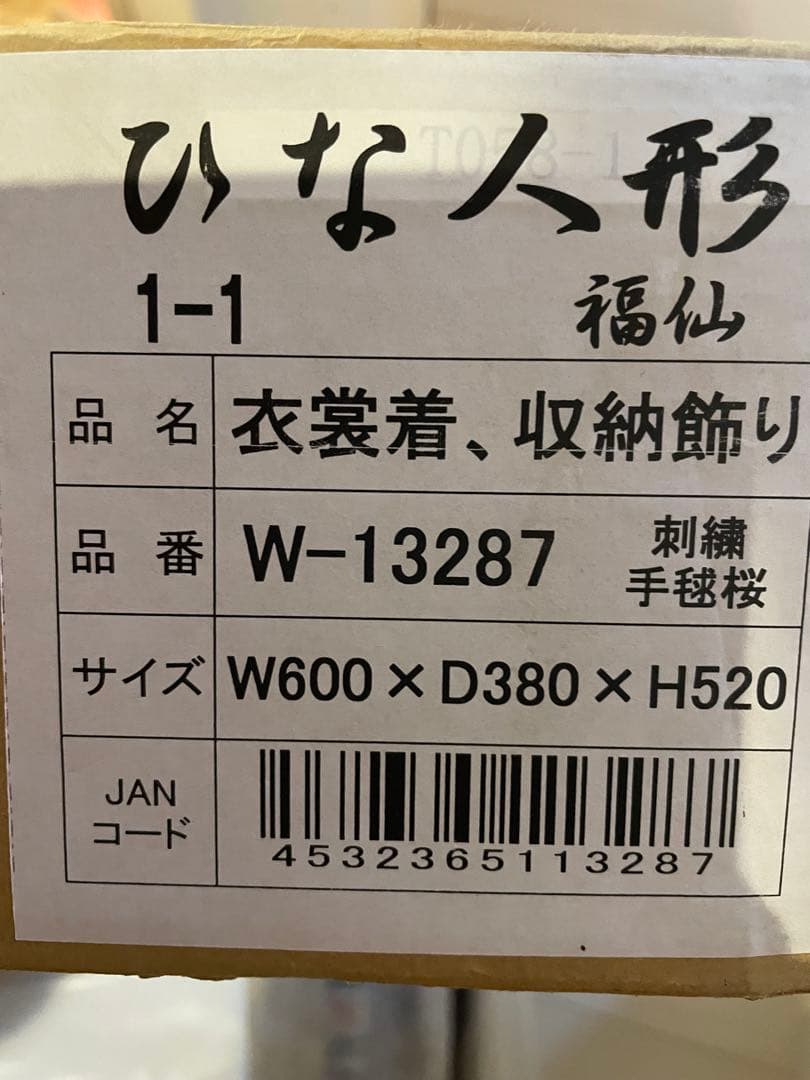 ひな人形
1-1 福仙
品 名 衣裳着、収納飾り
品 番 W-13287 刺繍
手毬桜
サイズ W600×D380×H520
JAN
コード
4532365113287